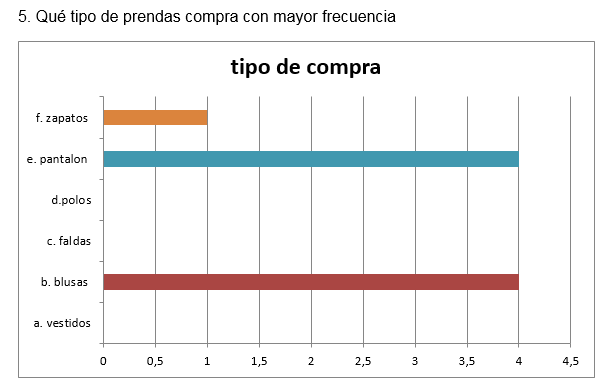 5. Qué tipo de prendas compra con mayor frecuencia
tipo de compra
f. zapatos
e. pantalon
d.polos
c. faldas
b. blusas
a. vestidos
0 0,5 1 1,5 2 2,5 3 3,5 4 4,5